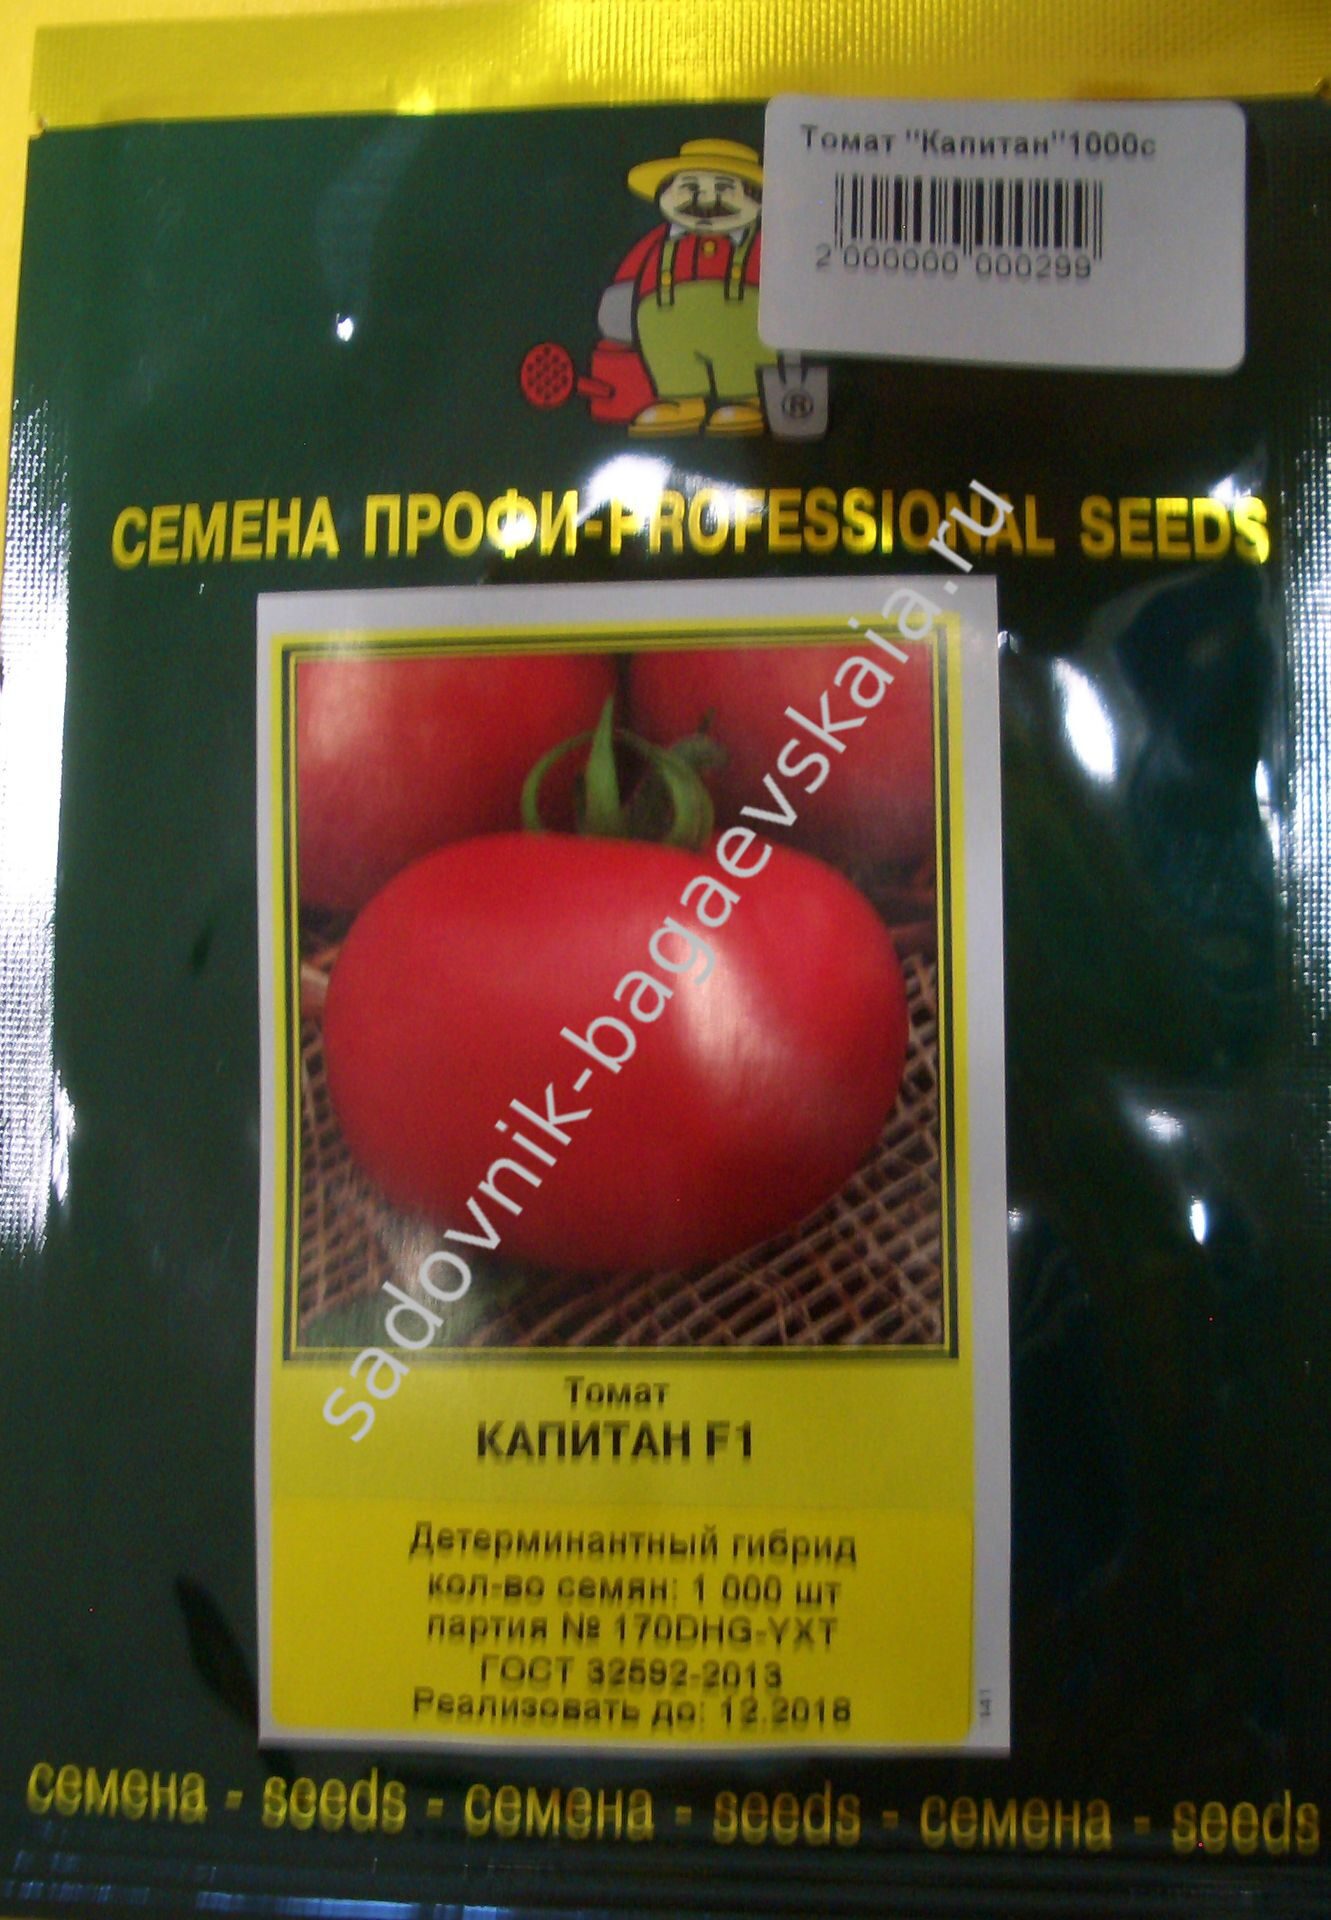 Томат "Капитан"1000с
2 000000 000299
®
СЕМЕНА ПРОФИ-PROFESSIONAL SEEDS
sadovnik-bagaevskaia.ru
Томат
КАПИТАН F1
Детерминантный гибрид
кол-во семян: 1 000 шт
партия № 170DHG-YXT
ГОСТ 32592-2013
Реализовать до: 12.2018
семена - seeds - семена - seeds - семена - seeds